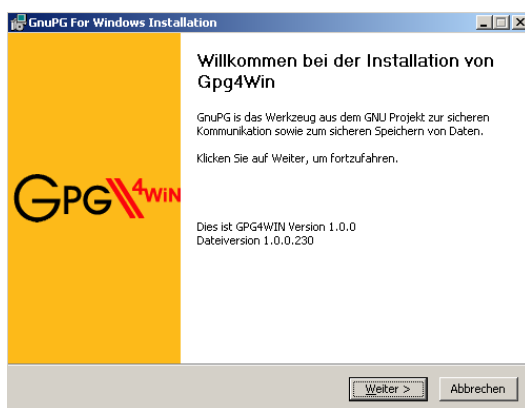 GnuPG For Windows Installation
Willkommen bei der Installation von
Gpg4Win
GnuPG is das Werkzeug aus dem GNU Projekt zur sicheren
Kommunikation sowie zum sicheren Speichern von Daten.
Klicken Sie auf Weiter, um fortzufahren.
GPG4WIN
Dies ist GPG4WIN Version 1.0.0
Dateiversion 1.0.0.230
Weiter >
Abbrechen